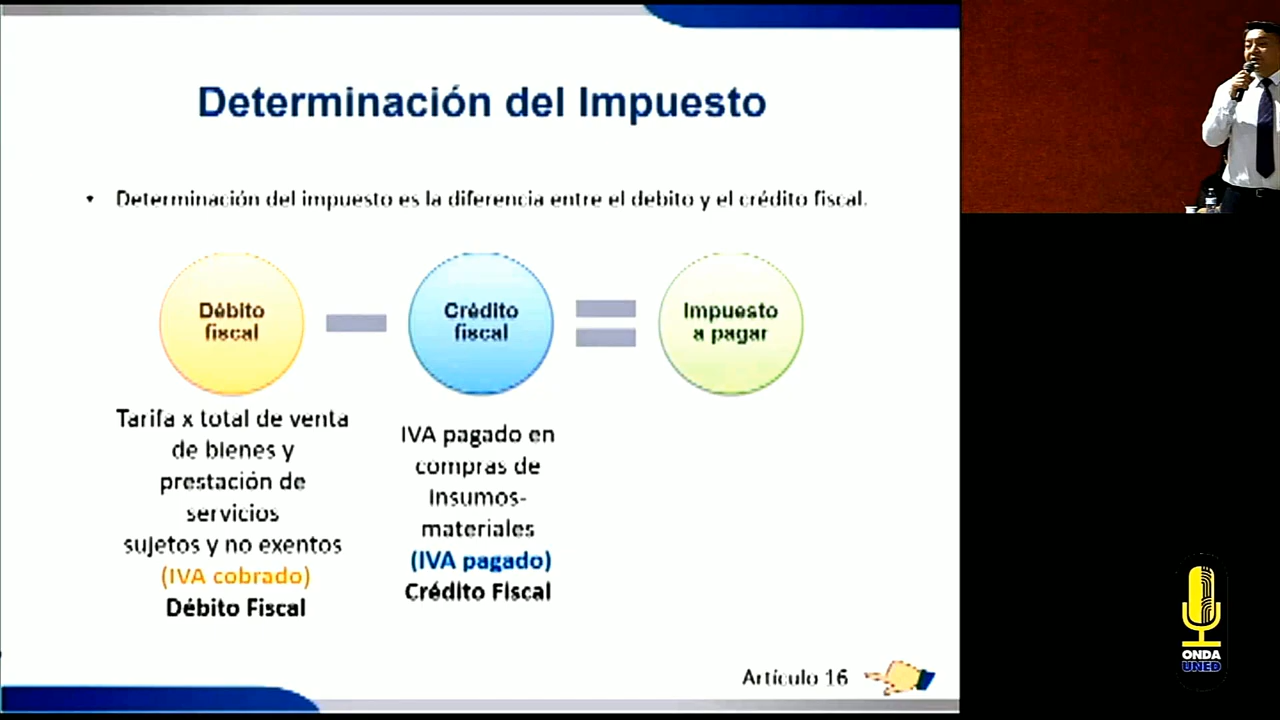 Determinación del Impuesto
• Determinación del impuesto es la diferencia entre el debito y el crédito fiscal.
Débito
fiscal
Crédito
fiscal
Impuesto
a pagar
Tarifa x total de venta
de bienes y
prestación de
servicios
sujetos y no exentos
(IVA cobrado)
Débito Fiscal
IVA pagado en
compras de
Insumos-
materiales
(IVA pagado)
Crédito Fiscal
Artículo 16
ONDA
UNED